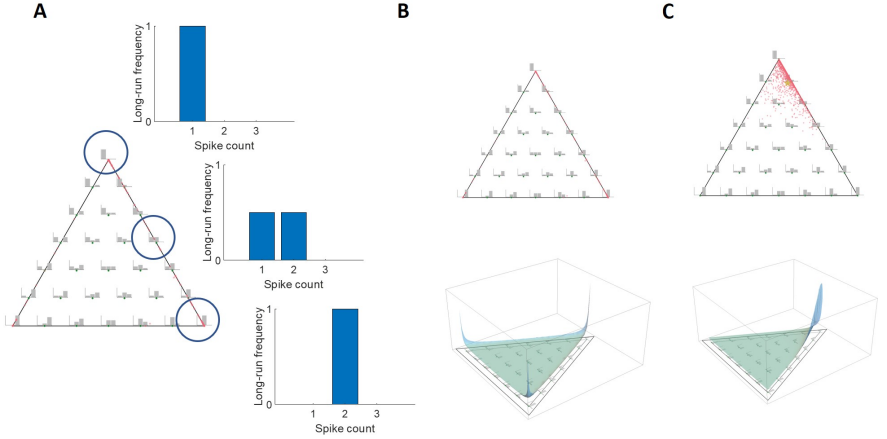 A
B
C
Long-run frequency
1
0
1 2 3
Spike count
Long-run frequency
1
0
1 2 3
Spike count
Long-run frequency
1
0
1 2 3
Spike count